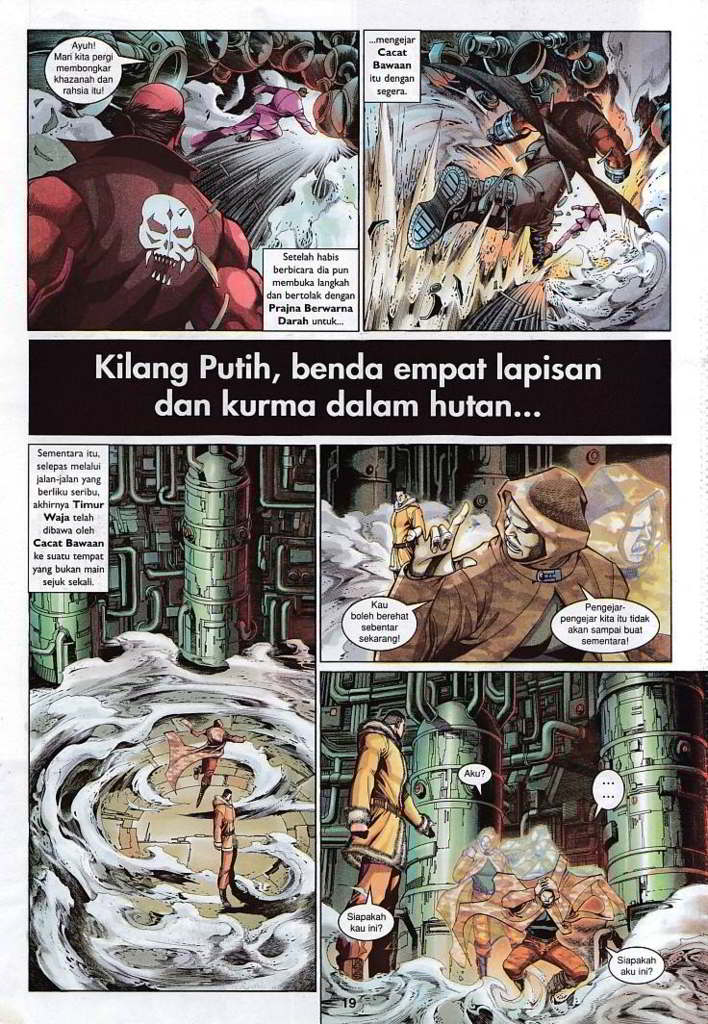 Ayuh!
Mari kita pergi
membongkar
khazanah dan
rahsia itu!
Setelah habis
berbicara dia pun
membuka langkah
dan bertolak dengan
Prajna Berwarna
Darah untuk...
...mengejar
Cacat
Bawaan
itu dengan
segera.
Kilang Putih, benda empat lapisan
dan kurma dalam hutan...
Sementara itu,
selepas melalui
jalan-jalan yang
berliku seribu,
akhirnya Timur
Waja telah
dibawa oleh
Cacat Bawaan
ke suatu tempat
yang bukan main
sejuk sekali.
Kau
boleh berehat
sebentar
sekarang!
Pengejar-
pengejar kita itu tidak
akan sampai buat
sementara!
Aku?
...
...
Siapakah
kau ini?
Siapakah
aku ini?
19